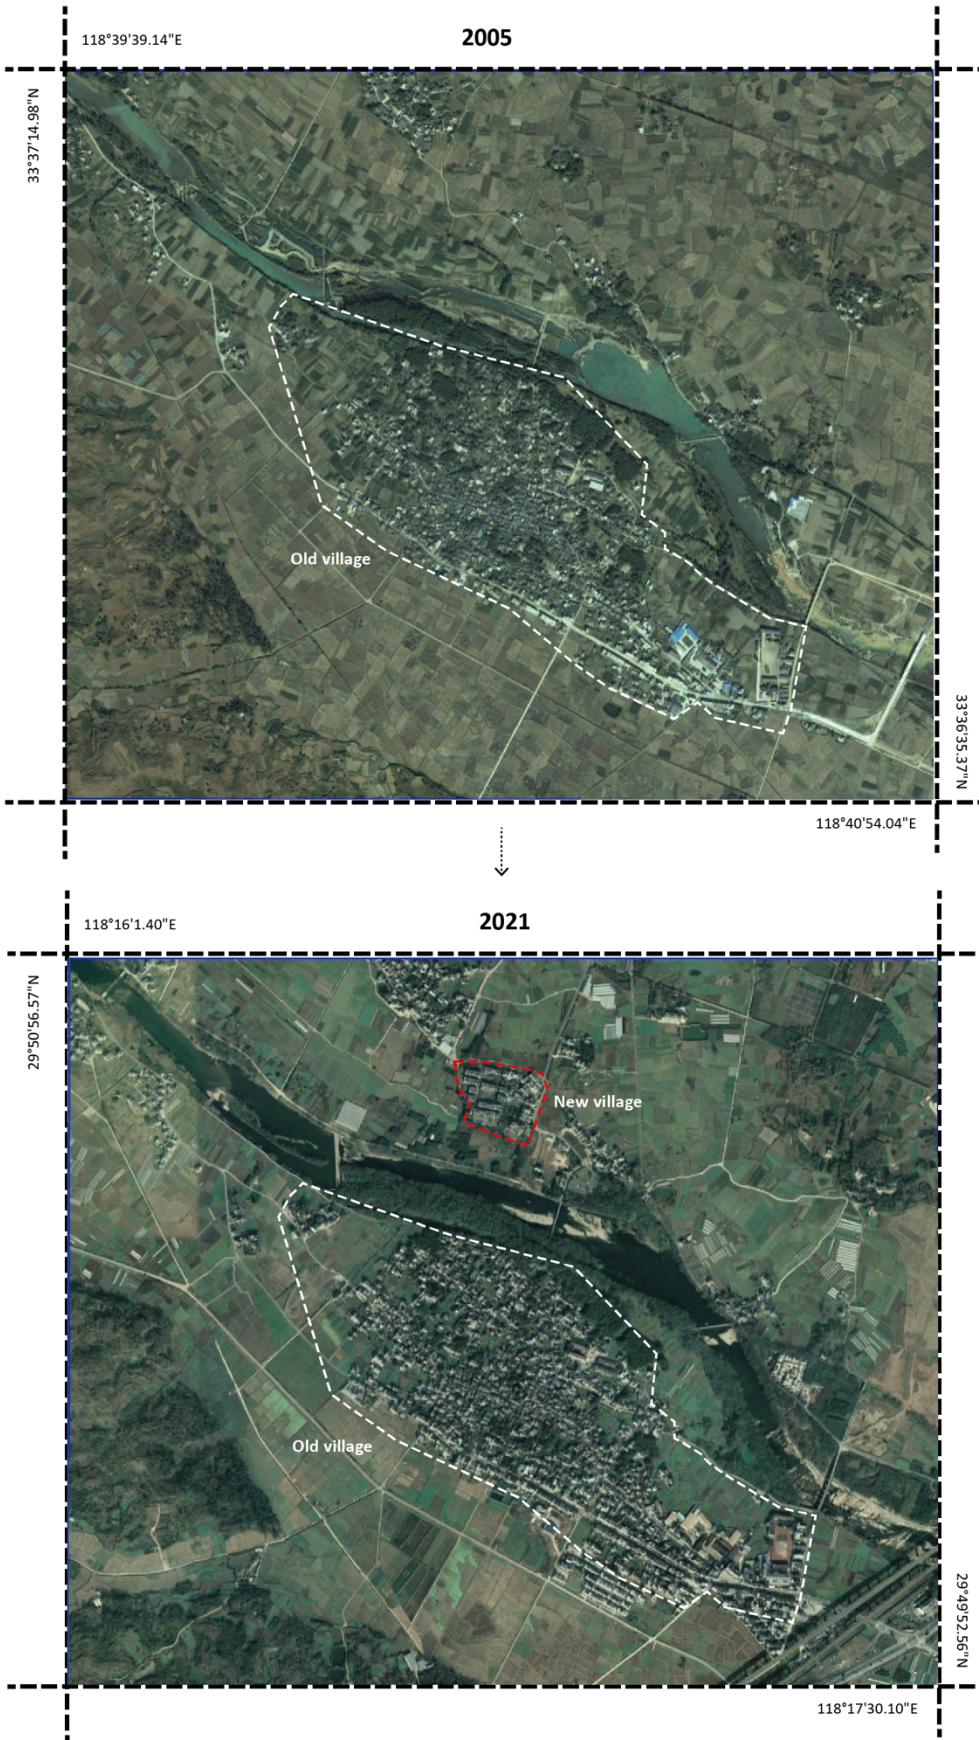 118°39'39.14"E
2005
33°37'14.98"N
Old village
33°36'35.37"N
118°40'54.04"E
118°16'1.40"E
2021
29°50'56.57"N
New village
Old village
29°49'52.56"N
118°17'30.10"E